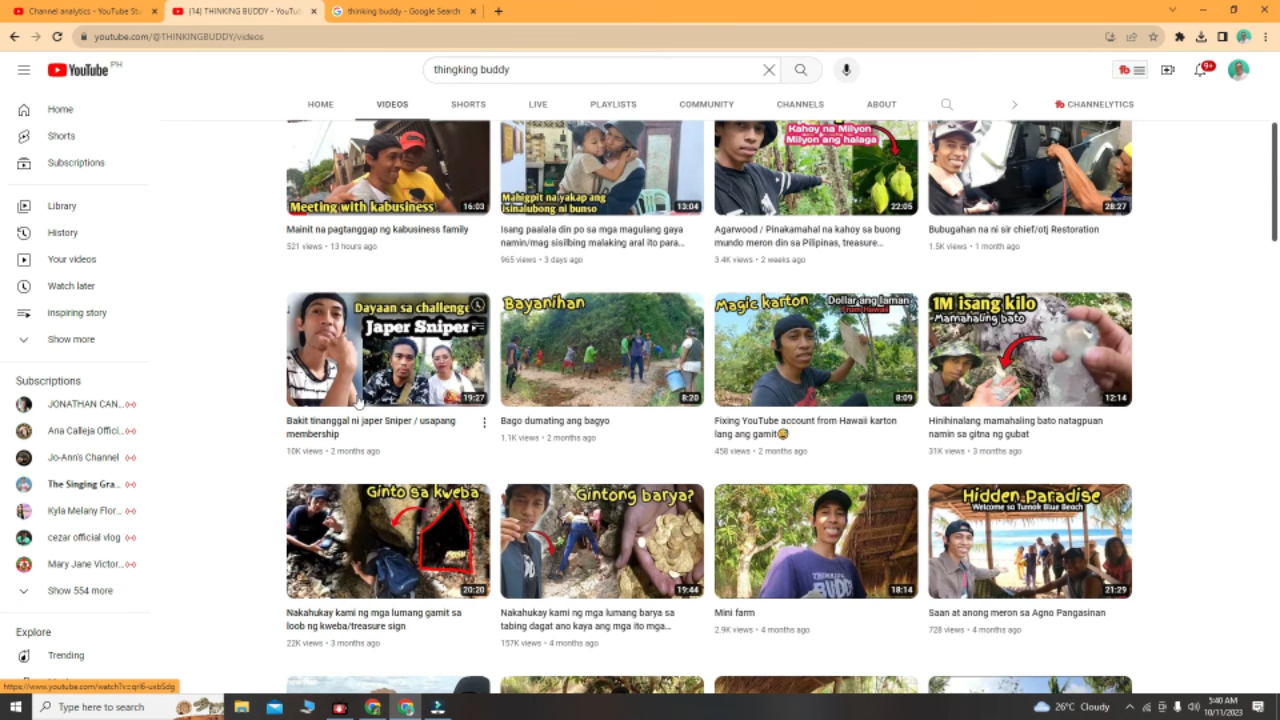 Channel analytics - YouTube St
(14) THINKING BUDDY - YouTub
thinking buddy - Google Search
youtube.com/@THINKINGBUDDY/videos
YouTube PH
thingking buddy
9+
HOME
VIDEOS
SHORTS
LIVE
PLAYLISTS
COMMUNITY
CHANNELS
ABOUT
CHANNELYTICS
Home
Shorts
Subscriptions
Library
History
Your videos
Watch later
inspiring story
Show more
Subscriptions
JONATHAN CAN...
Ana Calleja Offici...
Jo-Ann's Channel
The Singing Gra...
Kyla Melany Flor...
cezar official vlog
Mary Jane Victor...
Show 554 more
Explore
Trending
Meeting with kabusiness
16:03
Mainit na pagtanggap ng kabusiness family
521 views • 13 hours ago
Mahigpit na yakap ang
isinalubong ni bunso
13:04
Isang paalala din po sa mga magulang gaya
namin/mag sisilbing malaking aral ito para...
965 views • 3 days ago
Kahoy na Milyon
Milyon ang halaga
22:05
Agarwood / Pinakamahal na kahoy sa buong
mundo meron din sa Pilipinas, treasure...
3.4K views • 2 weeks ago
28:27
Bubugahan na ni sir chief/otj Restoration
1.5K views • 1 month ago
Dayaan sa challenge
Japer Sniper
19:27
Bakit tinanggal ni japer Sniper / usapang
membership
10K views • 2 months ago
Bayanihan
8:20
Bago dumating ang bagyo
1.1K views • 2 months ago
Magic karton
Dollar ang laman
From Hawaii
8:09
Fixing YouTube account from Hawaii karton
lang ang gamit😅
458 views • 2 months ago
1M isang kilo
Mamahaling bato
12:14
Hinihinalang mamahaling bato natagpuan
namin sa gitna ng gubat
31K views • 3 months ago
Ginto sa kweba
20:20
Nakahukay kami ng mga lumang gamit sa
loob ng kweba/treasure sign
22K views • 3 months ago
Gintong barya?
19:44
Nakahukay kami ng mga lumang barya sa
tabing dagat ano kaya ang mga ito mga...
157K views • 4 months ago
18:14
Mini farm
2.9K views • 4 months ago
Hidden Paradise
Welcome sa Tumok Blue Beach
21:29
Saan at anong meron sa Agno Pangasinan
728 views • 4 months ago
Type here to search
26°C Cloudy
5:40 AM
10/11/2023